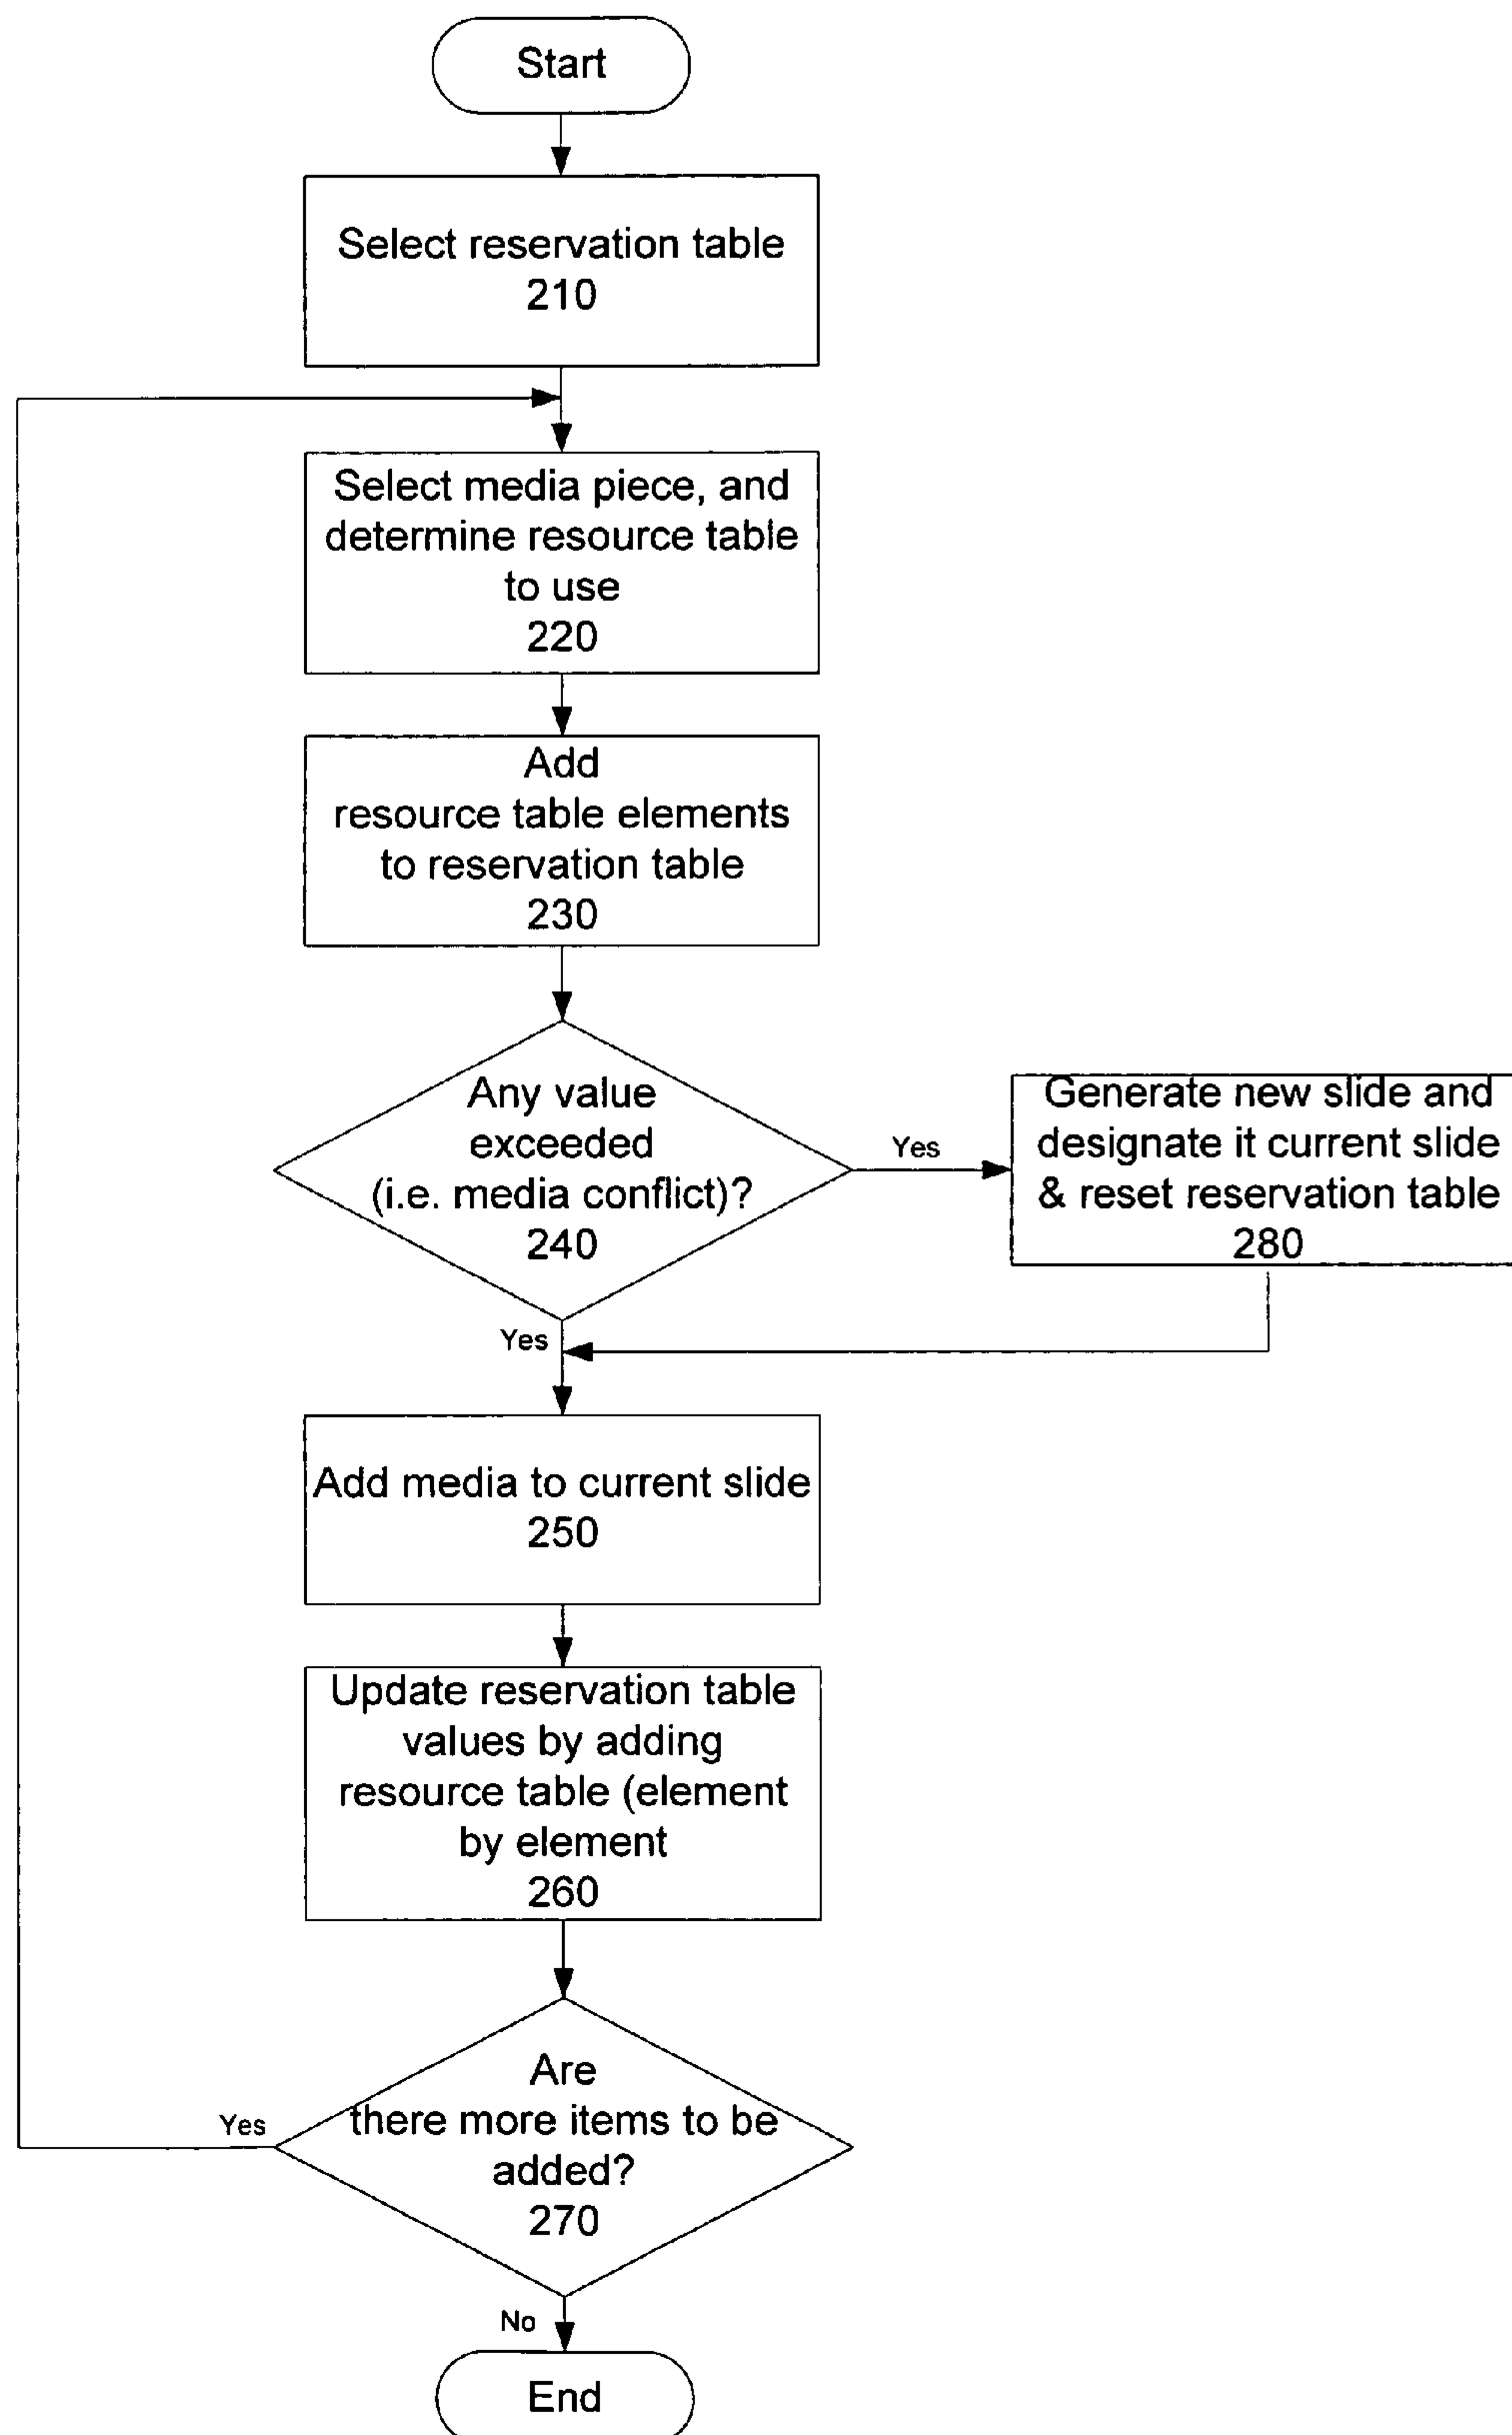 Start
Select reservation table
210
Select media piece, and
determine resource table
to use
220
Add
resource table elements
to reservation table
230
Any value
exceeded
(i.e. media conflict)?
240
Yes
Generate new slide and
designate it current slide
& reset reservation table
280
Yes
Add media to current slide
250
Update reservation table
values by adding
resource table (element
by element
260
Are
there more items to be
added?
270
Yes
No
End